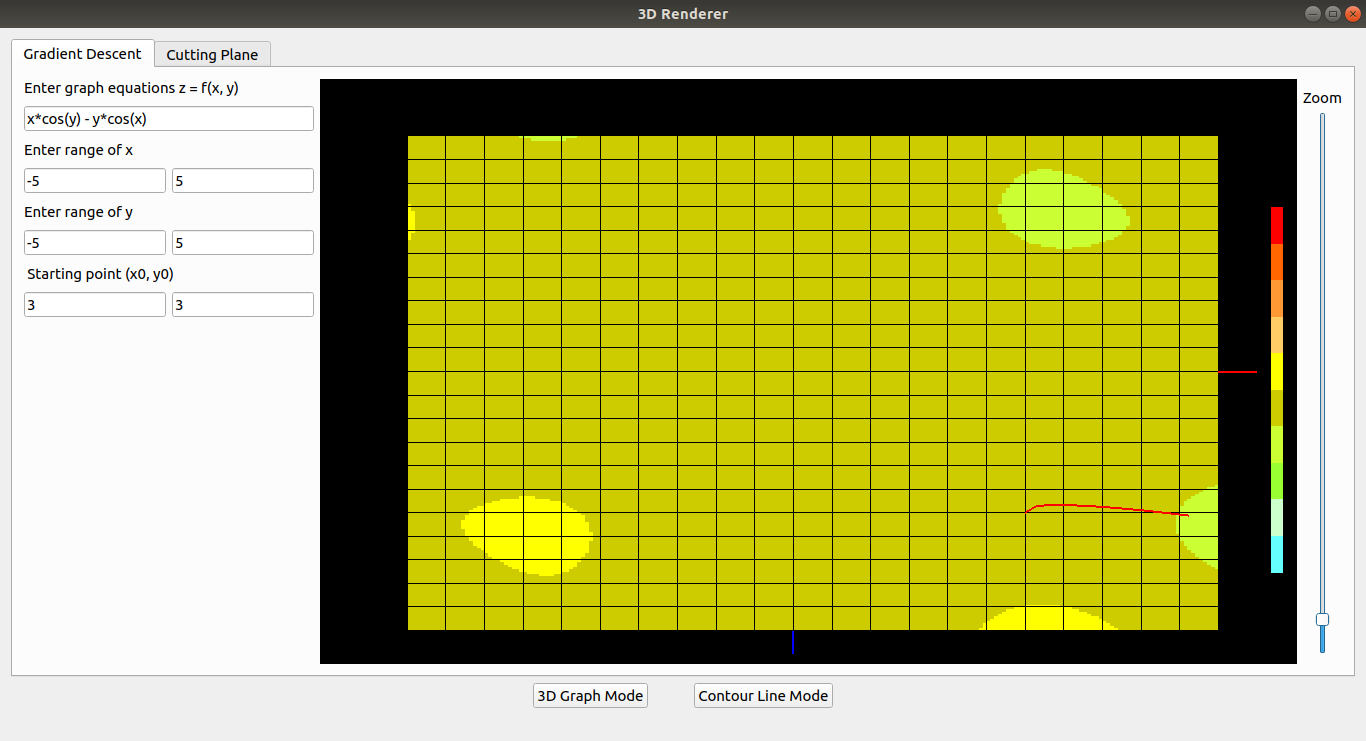 3D Renderer
Gradient Descent
Cutting Plane
Enter graph equations z = f(x, y)
x*cos(y) - y*cos(x)
Enter range of x
-5
5
Enter range of y
-5
5
Starting point (x0, y0)
3
3
Zoom
3D Graph Mode
Contour Line Mode